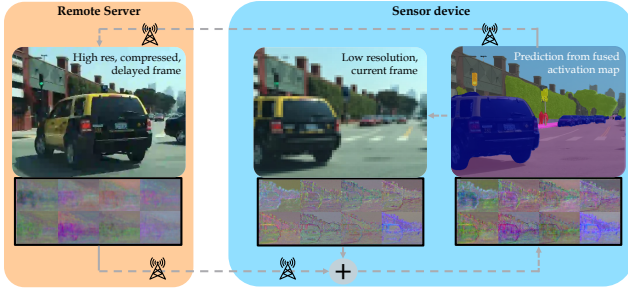 Remote Server
Sensor device
High res, compressed,
delayed frame
Low resolution,
current frame
Prediction from fused
activation map
+